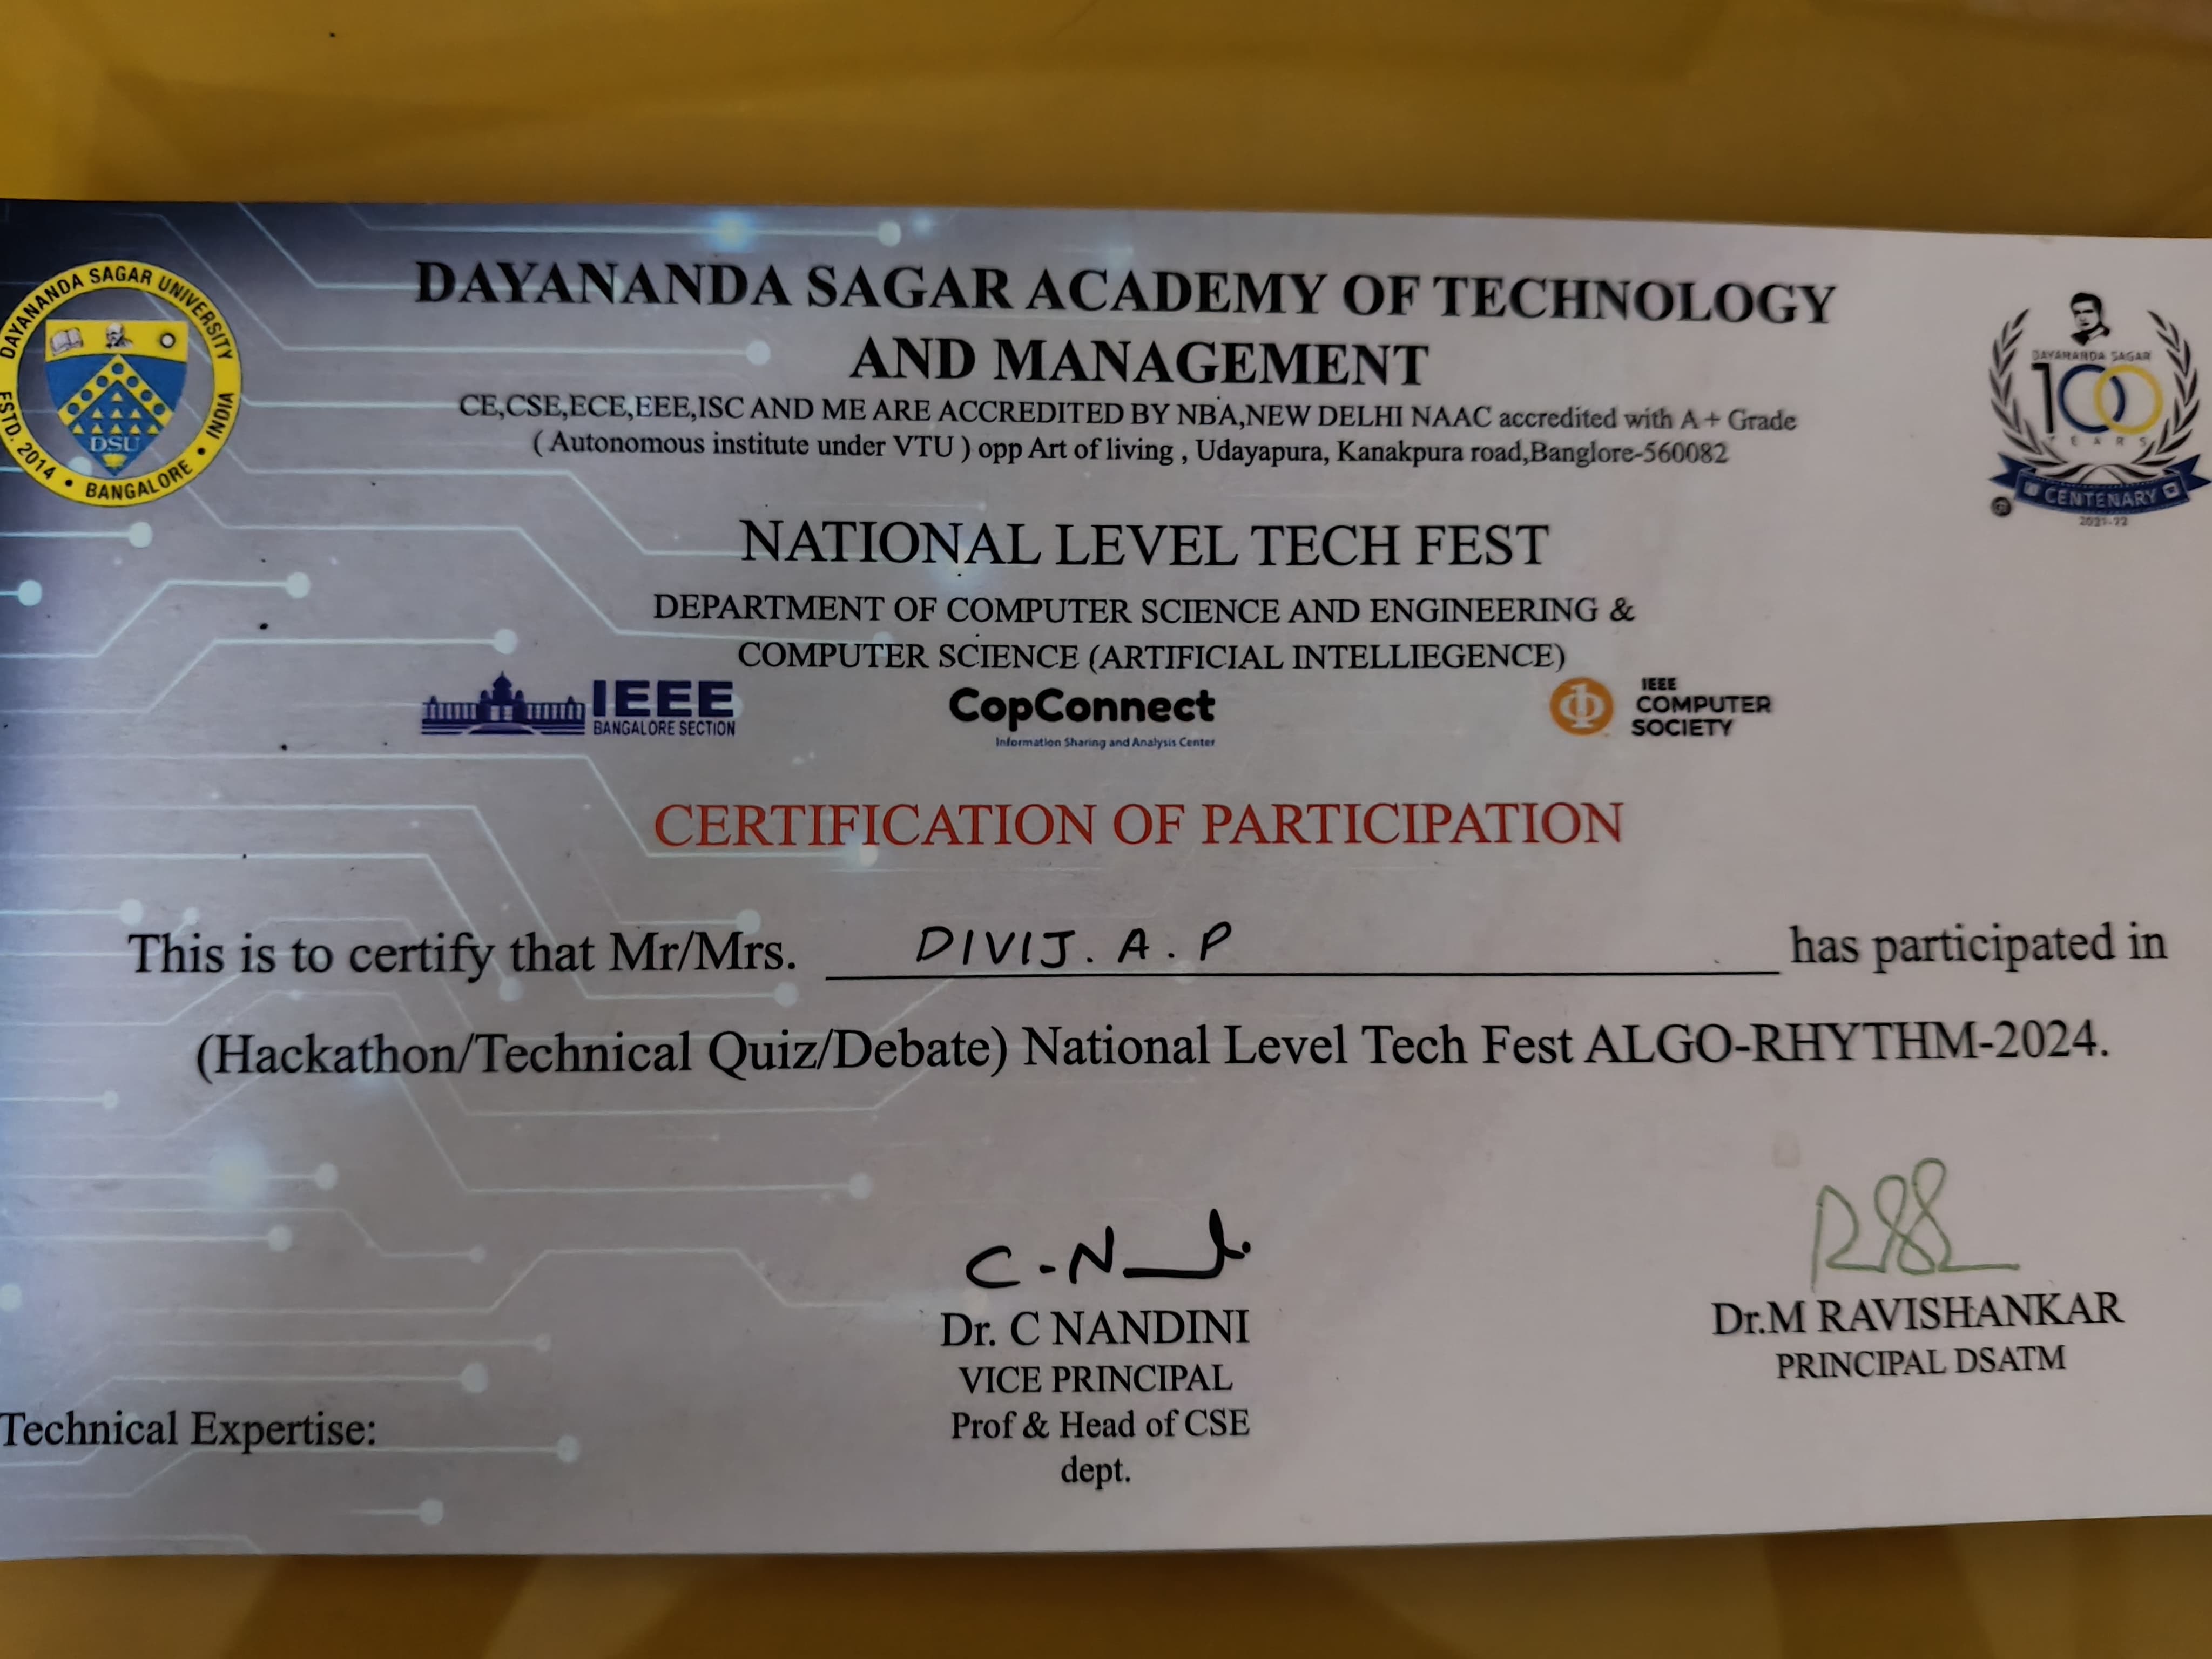 DAYANANDA SAGAR ACADEMY OF TECHNOLOGY
AND MANAGEMENT
CE,CSE,ECE,EEE,ISC AND ME ARE ACCREDITED BY NBA,NEW DELHI NAAC accredited with A+ Grade
( Autonomous institute under VTU ) opp Art of living , Udayapura, Kanakpura road,Banglore-560082
DAYANANDA SAGAR UNIVERSITY
INDIA
ESTD. 2014 • BANGALORE •
DSU
DAYANANDA SAGAR
100
YEARS
CENTENARY
2021-22
NATIONAL LEVEL TECH FEST
DEPARTMENT OF COMPUTER SCIENCE AND ENGINEERING &
COMPUTER SCIENCE (ARTIFICIAL INTELLIEGENCE)
IEEE
BANGALORE SECTION
CopConnect
Information Sharing and Analysis Center
IEEE
COMPUTER
SOCIETY
CERTIFICATION OF PARTICIPATION
This is to certify that Mr/Mrs. DIVIJ. A. P has participated in
(Hackathon/Technical Quiz/Debate) National Level Tech Fest ALGO-RHYTHM-2024.
C-N
Dr. C NANDINI
VICE PRINCIPAL
Prof & Head of CSE
dept.
Dr.M RAVISHANKAR
PRINCIPAL DSATM
Technical Expertise: